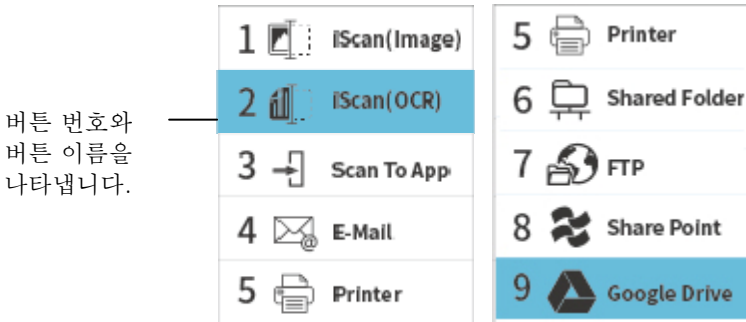 버튼 번호와
버튼 이름을
나타냅니다.
1 iScan(Image)
2 iScan(OCR)
3 Scan To App
4 E-Mail
5 Printer
5 Printer
6 Shared Folder
7 FTP
8 Share Point
9 Google Drive